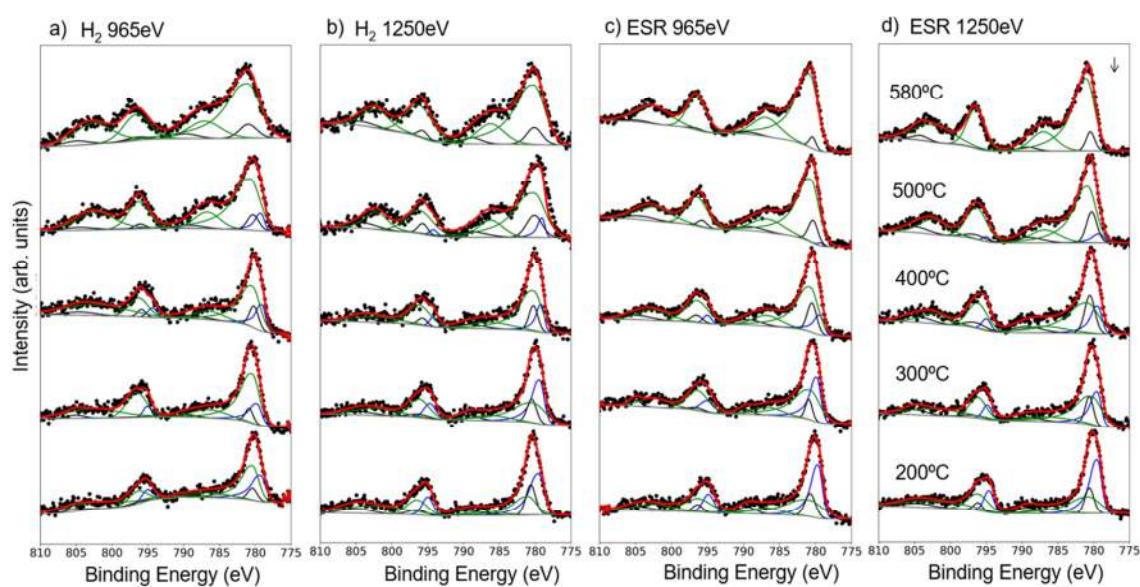 a) H₂ 965eV
b) H₂ 1250eV
c) ESR 965eV
d) ESR 1250eV
580ºC
500ºC
400ºC
300ºC
200ºC
Intensity (arb. units)
810 805 800 795 790 785 780 775
810 805 800 795 790 785 780 775
810 805 800 795 790 785 780 775
810 805 800 795 790 785 780 775
Binding Energy (eV)
Binding Energy (eV)
Binding Energy (eV)
Binding Energy (eV)